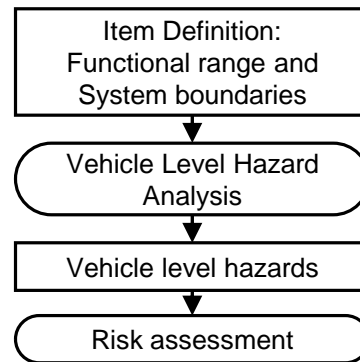 Item Definition:
Functional range and
System boundaries
Vehicle Level Hazard
Analysis
Vehicle level hazards
Risk assessment